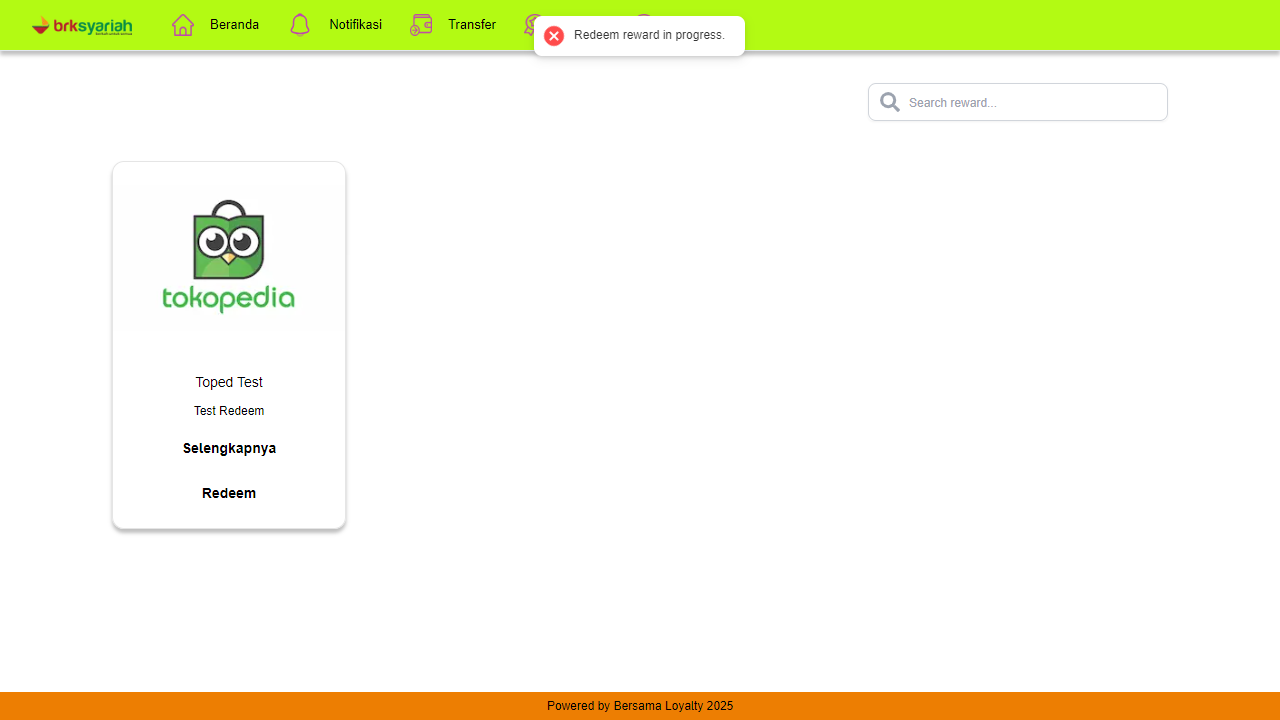 brksyariah
Beranda
Notifikasi
Transfer
Redeem reward in progress.
Search reward...
tokopedia
Toped Test
Test Redeem
Selengkapnya
Redeem
Powered by Bersama Loyalty 2025